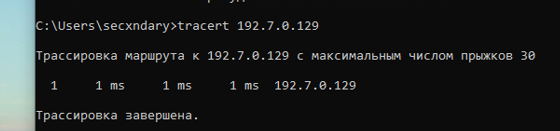 C:\Users\secxndary>tracert 192.7.0.129
Трассировка маршрута к 192.7.0.129 с максимальным числом прыжков 30
1 1 ms 1 ms 1 ms 192.7.0.129
Трассировка завершена.